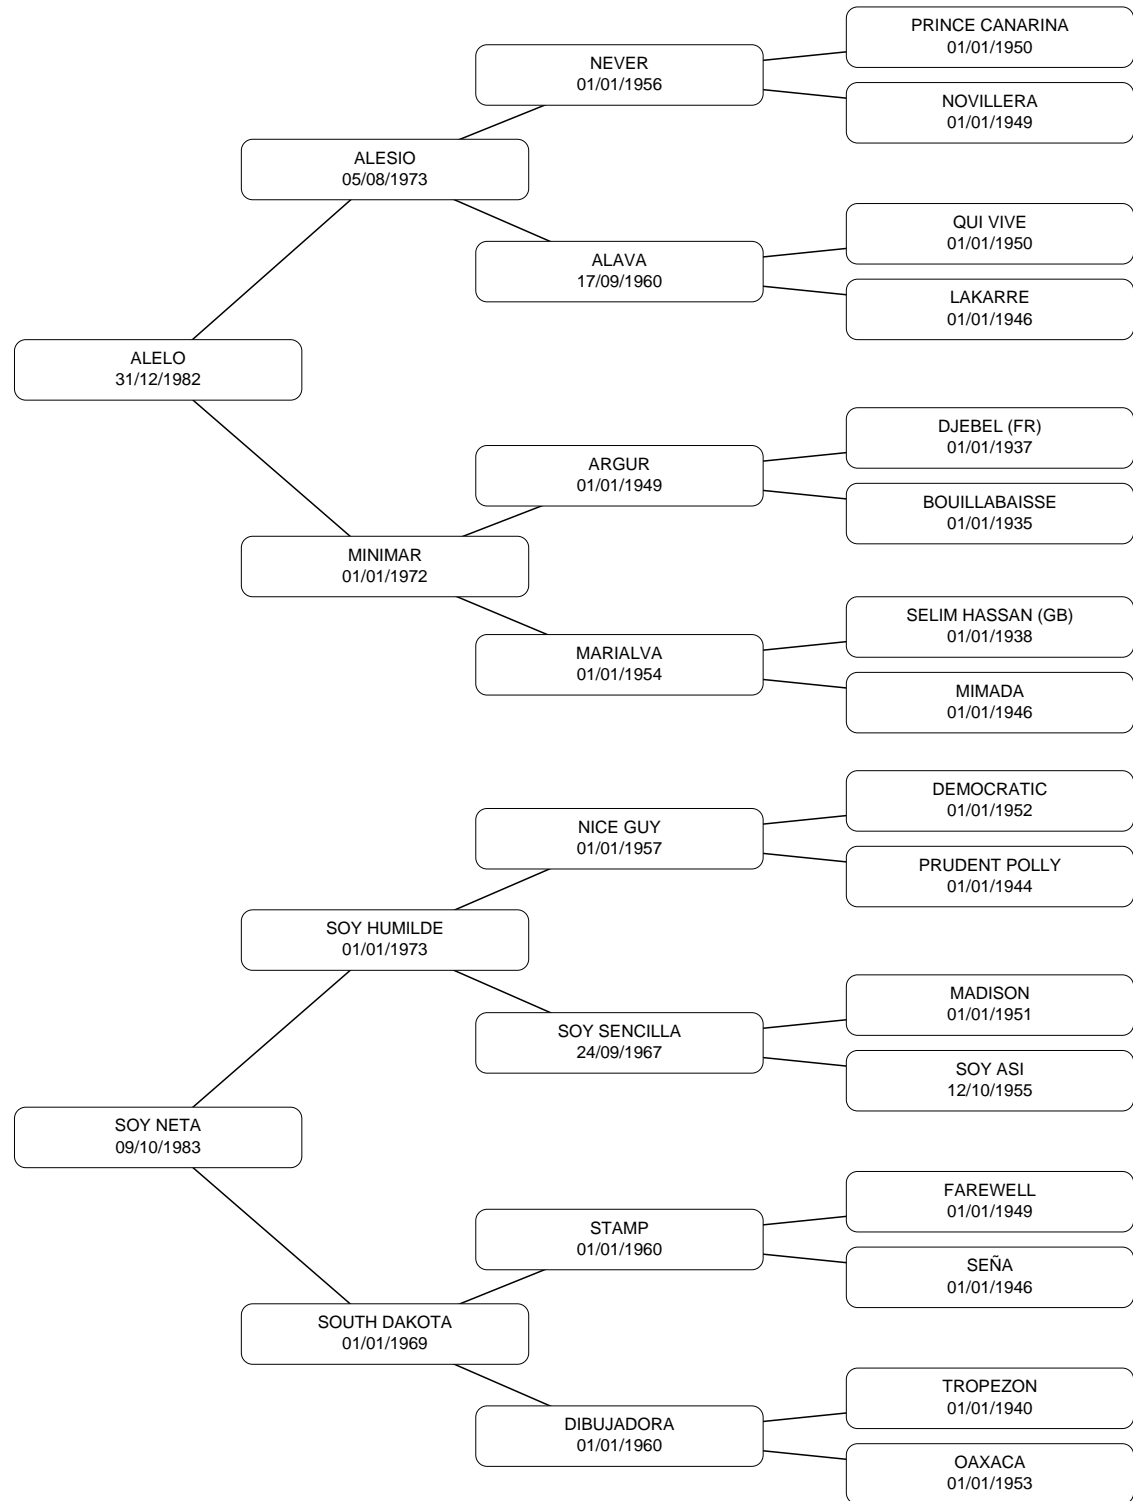 PRINCE CANARINA
01/01/1950
NEVER
01/01/1956
NOVILLERA
01/01/1949
ALESIO
05/08/1973
QUI VIVE
01/01/1950
ALAVA
17/09/1960
LAKARRE
01/01/1946
ALELO
31/12/1982
DJEBEL (FR)
01/01/1937
ARGUR
01/01/1949
BOUILLABAISSE
01/01/1935
MINIMAR
01/01/1972
SELIM HASSAN (GB)
01/01/1938
MARIALVA
01/01/1954
MIMADA
01/01/1946
DEMOCRATIC
01/01/1952
NICE GUY
01/01/1957
PRUDENT POLLY
01/01/1944
SOY HUMILDE
01/01/1973
MADISON
01/01/1951
SOY SENCILLA
24/09/1967
SOY ASI
12/10/1955
SOY NETA
09/10/1983
FAREWELL
01/01/1949
STAMP
01/01/1960
SEÑA
01/01/1946
SOUTH DAKOTA
01/01/1969
TROPEZON
01/01/1940
DIBUJADORA
01/01/1960
OAXACA
01/01/1953